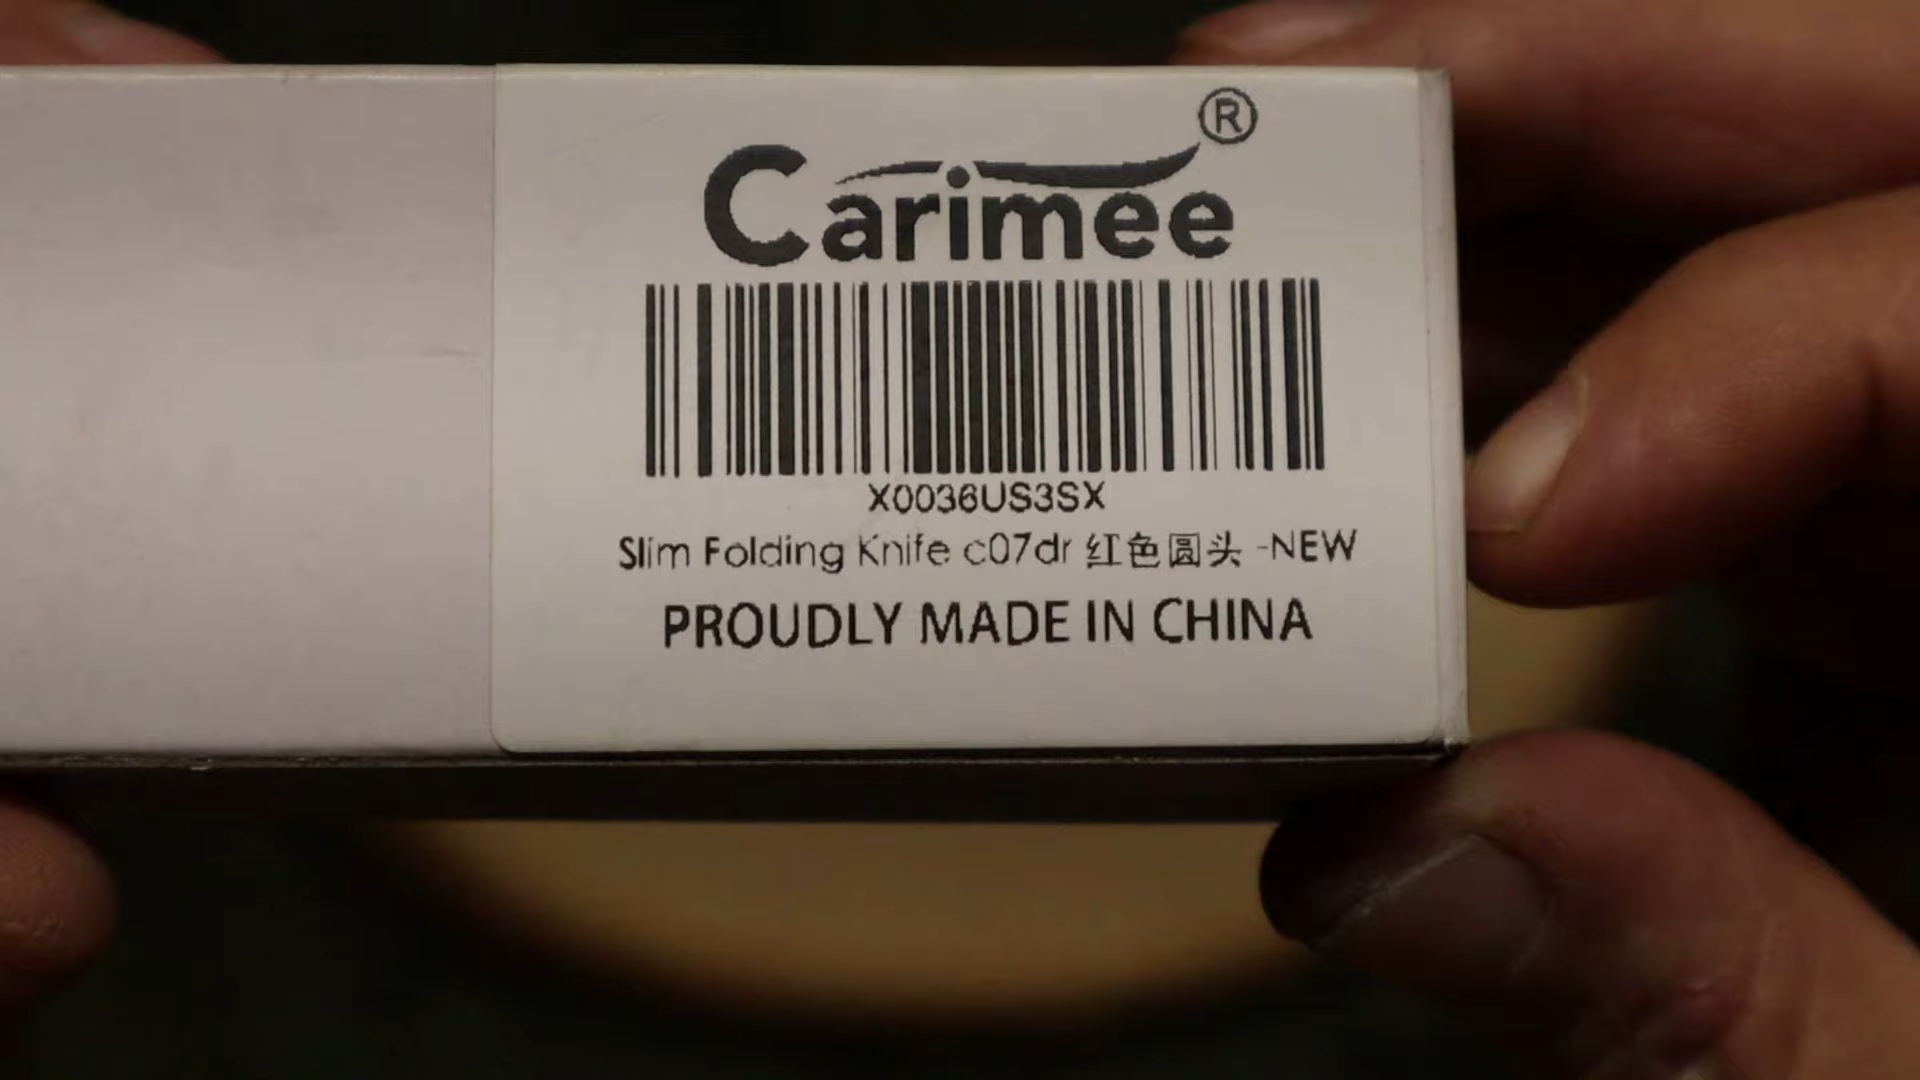 Carimee®
X0036US3SX
Slim Folding Knife c07dr 红色圆头 -NEW
PROUDLY MADE IN CHINA